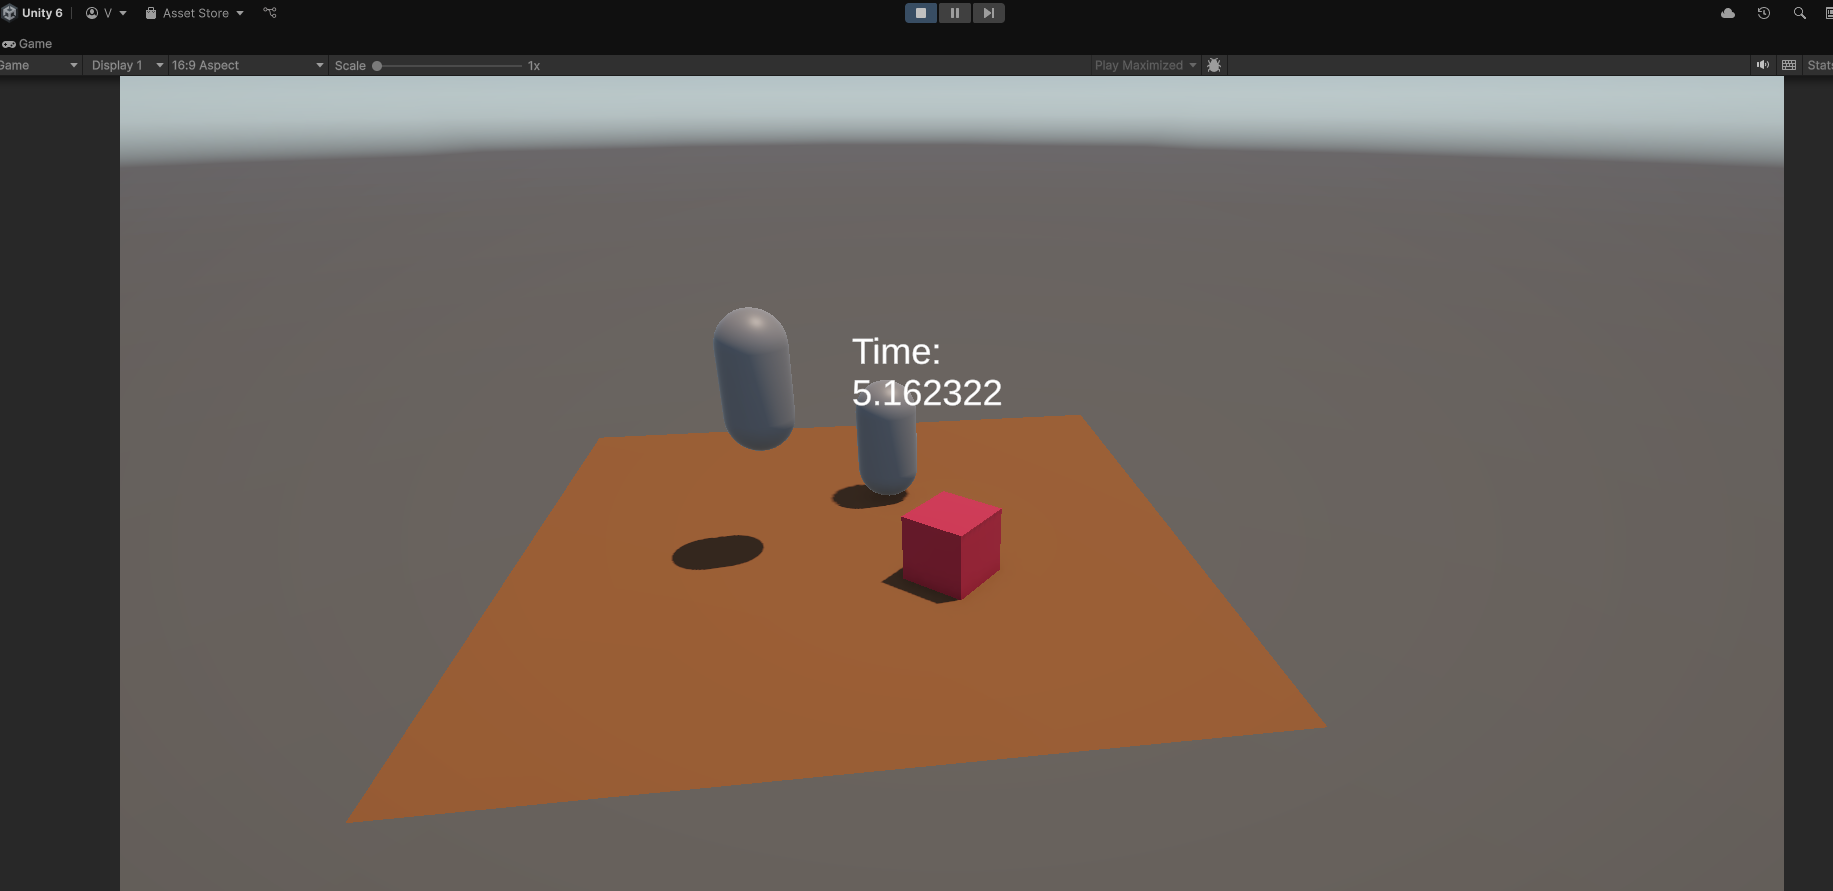 Unity 6 V Asset Store
Game
Game Display 1 16:9 Aspect Scale 1x Play Maximized Stats
Time:
5.162322